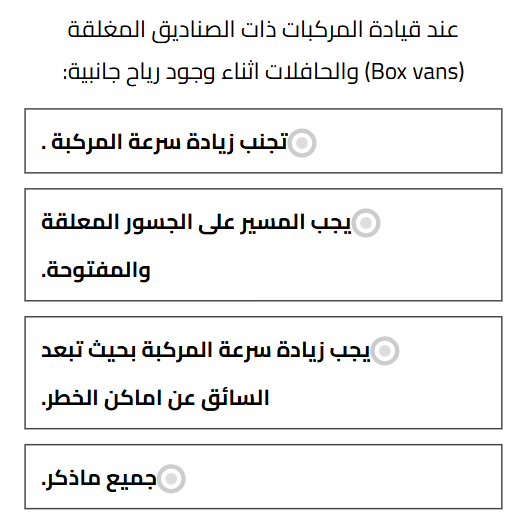 عند قيادة المركبات ذات الصناديق المغلقة
(Box vans) والحافلات اثناء وجود رياح جانبية:
تجنب زيادة سرعة المركبة .
يجب المسير على الجسور المعلقة
والمفتوحة.
يجب زيادة سرعة المركبة بحيث تبعد
السائق عن اماكن الخطر.
جميع ماذكر.